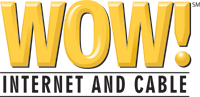 WOW! SM
INTERNET AND CABLE